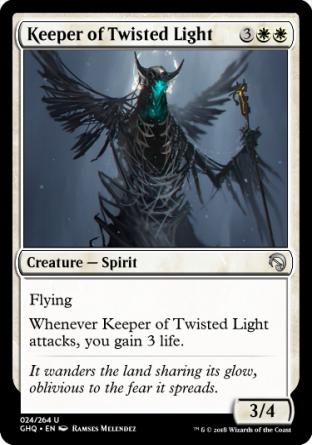 Keeper of Twisted Light 3
Creature — Spirit
Flying
Whenever Keeper of Twisted Light
attacks, you gain 3 life.
It wanders the land sharing its glow,
oblivious to the fear it spreads.
3/4
024/264 U
GHQ • EN Ramses Melendez
™ & © 2018 Wizards of the Coast